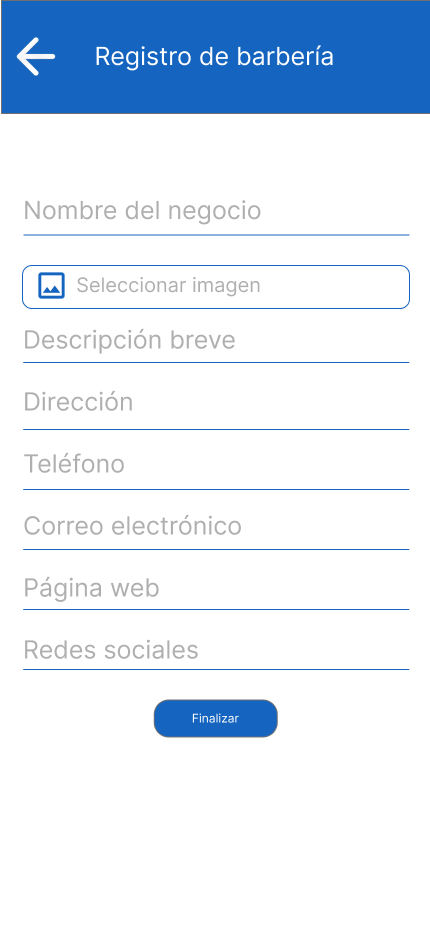 Registro de barbería
Nombre del negocio
Seleccionar imagen
Descripción breve
Dirección
Teléfono
Correo electrónico
Página web
Redes sociales
Finalizar